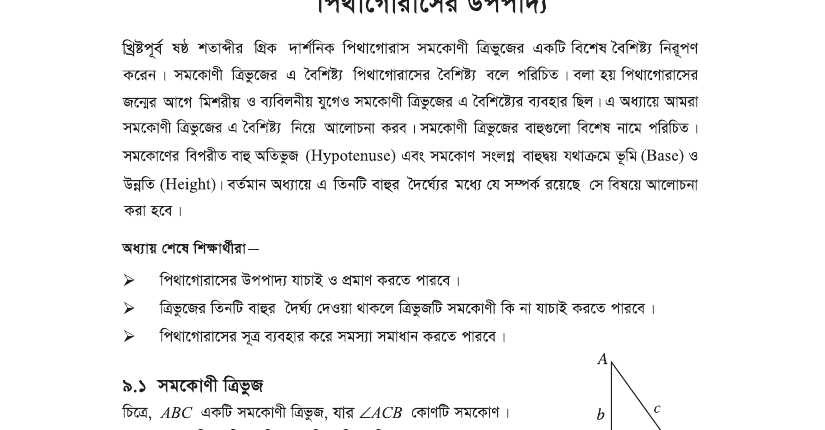 পিথাগোরাসের উপপাদ্য
খ্রিষ্টপূর্ব ষষ্ঠ শতাব্দীর গ্রিক দার্শনিক পিথাগোরাস সমকোণী ত্রিভুজের একটি বিশেষ বৈশিষ্ট্য নিরূপণ
করেন। সমকোণী ত্রিভুজের এ বৈশিষ্ট্য পিথাগোরাসের বৈশিষ্ট্য বলে পরিচিত। বলা হয় পিথাগোরাসের
জন্মের আগে মিশরীয় ও ব্যবিলনীয় যুগেও সমকোণী ত্রিভুজের এ বৈশিষ্ট্যের ব্যবহার ছিল। এ অধ্যায়ে আমরা
সমকোণী ত্রিভুজের এ বৈশিষ্ট্য নিয়ে আলোচনা করব। সমকোণী ত্রিভুজের বাহুগুলো বিশেষ নামে পরিচিত।
সমকোণের বিপরীত বাহু অতিভুজ (Hypotenuse) এবং সমকোণ সংলগ্ন বাহুদ্বয় যথাক্রমে ভূমি (Base) ও
উন্নতি (Height)। বর্তমান অধ্যায়ে এ তিনটি বাহুর দৈর্ঘ্যের মধ্যে যে সম্পর্ক রয়েছে সে বিষয়ে আলোচনা
করা হবে।
অধ্যায় শেষে শিক্ষার্থীরা—
➢ পিথাগোরাসের উপপাদ্য যাচাই ও প্রমাণ করতে পারবে।
➢ ত্রিভুজের তিনটি বাহুর দৈর্ঘ্য দেওয়া থাকলে ত্রিভুজটি সমকোণী কি না যাচাই করতে পারবে।
➢ পিথাগোরাসের সূত্র ব্যবহার করে সমস্যা সমাধান করতে পারবে।
A
৯.১ সমকোণী ত্রিভুজ
চিত্রে, ABC একটি সমকোণী ত্রিভুজ, যার ∠ACB কোণটি সমকোণ।
b c